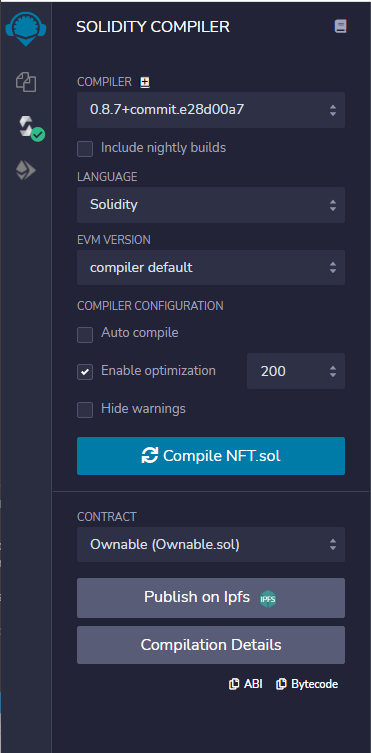 SOLIDITY COMPILER
COMPILER
0.8.7+commit.e28d00a7
Include nightly builds
LANGUAGE
Solidity
EVM VERSION
compiler default
COMPILER CONFIGURATION
Auto compile
Enable optimization 200
Hide warnings
Compile NFT.sol
CONTRACT
Ownable (Ownable.sol)
Publish on Ipfs IPFS
Compilation Details
ABI Bytecode